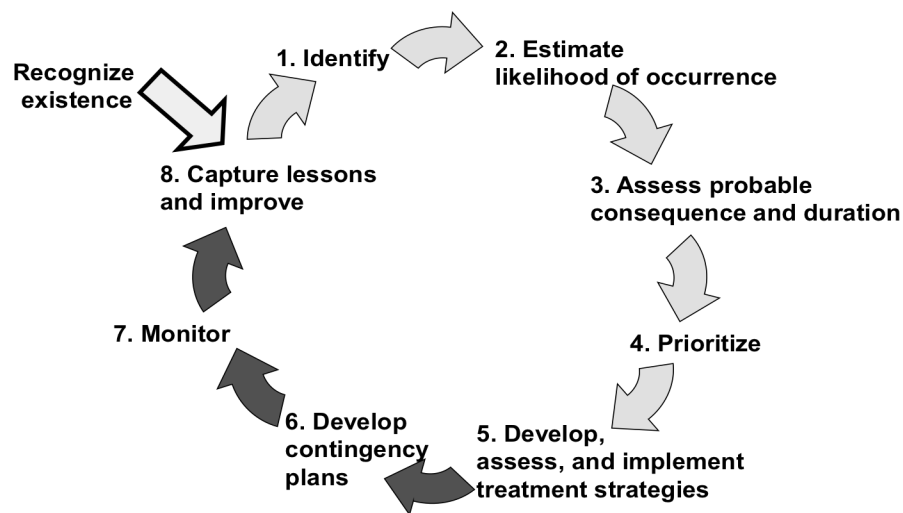 Recognize
existence
1. Identify
2. Estimate
likelihood of occurrence
3. Assess probable
consequence and duration
4. Prioritize
5. Develop,
assess, and implement
treatment strategies
6. Develop
contingency
plans
7. Monitor
8. Capture lessons
and improve